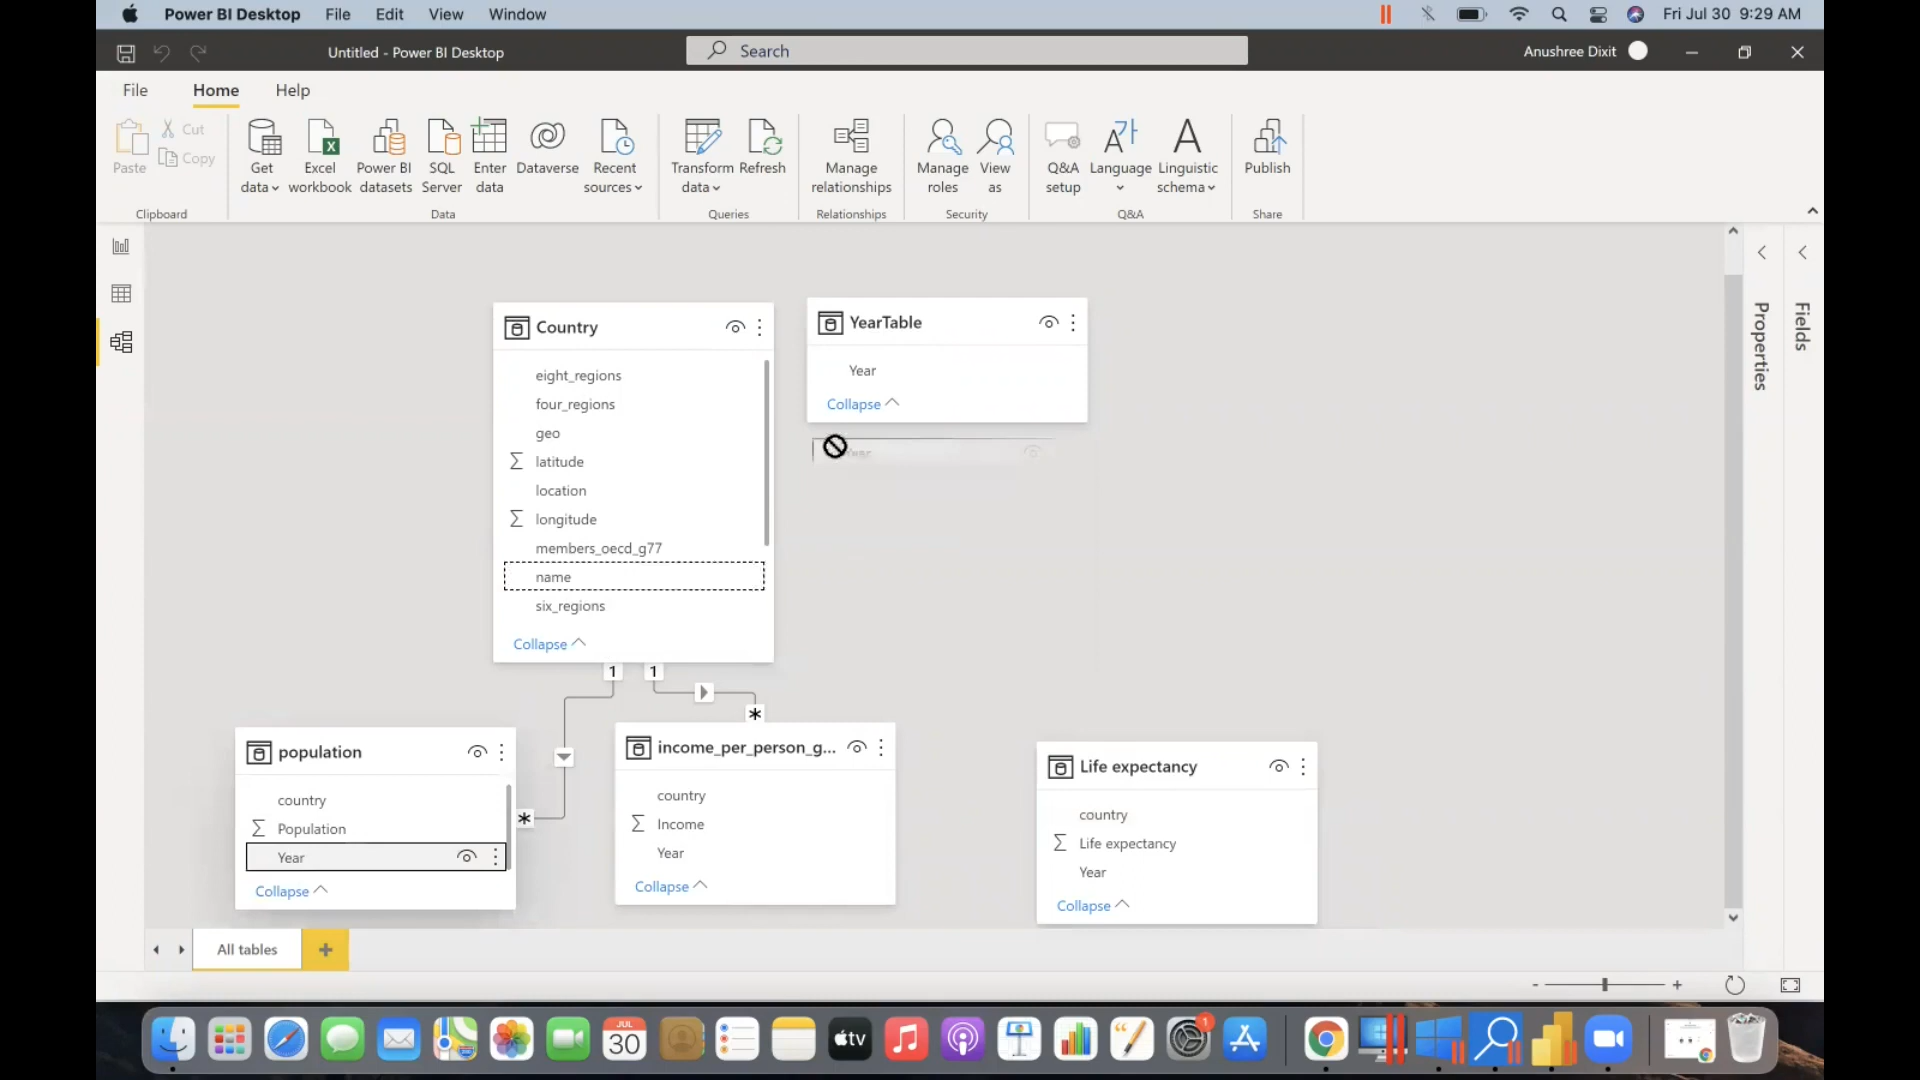 Power BI Desktop File Edit View Window Fri Jul 30 9:29 AM
Untitled - Power BI Desktop Search Anushree Dixit
File Home Help
Paste Cut Copy
Get data Excel workbook Power BI datasets SQL Server Enter data Dataverse Recent sources
Transform data Refresh
Manage relationships
Manage roles View as
Q&A setup Language Linguistic schema
Publish
Clipboard Data Queries Relationships Security Q&A Share
Properties
Fields
Country
eight_regions
four_regions
geo
Σ latitude
location
Σ longitude
members_oecd_g77
name
six_regions
Collapse
YearTable
Year
Collapse
Year
1 1
*
*
population
country
Σ Population
Year
Collapse
income_per_person_g...
country
Σ Income
Year
Collapse
Life expectancy
country
Σ Life expectancy
Year
Collapse
All tables +
- +
JUL
30
tv
1